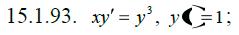 15.1.93. xy' = y³, y(=1;